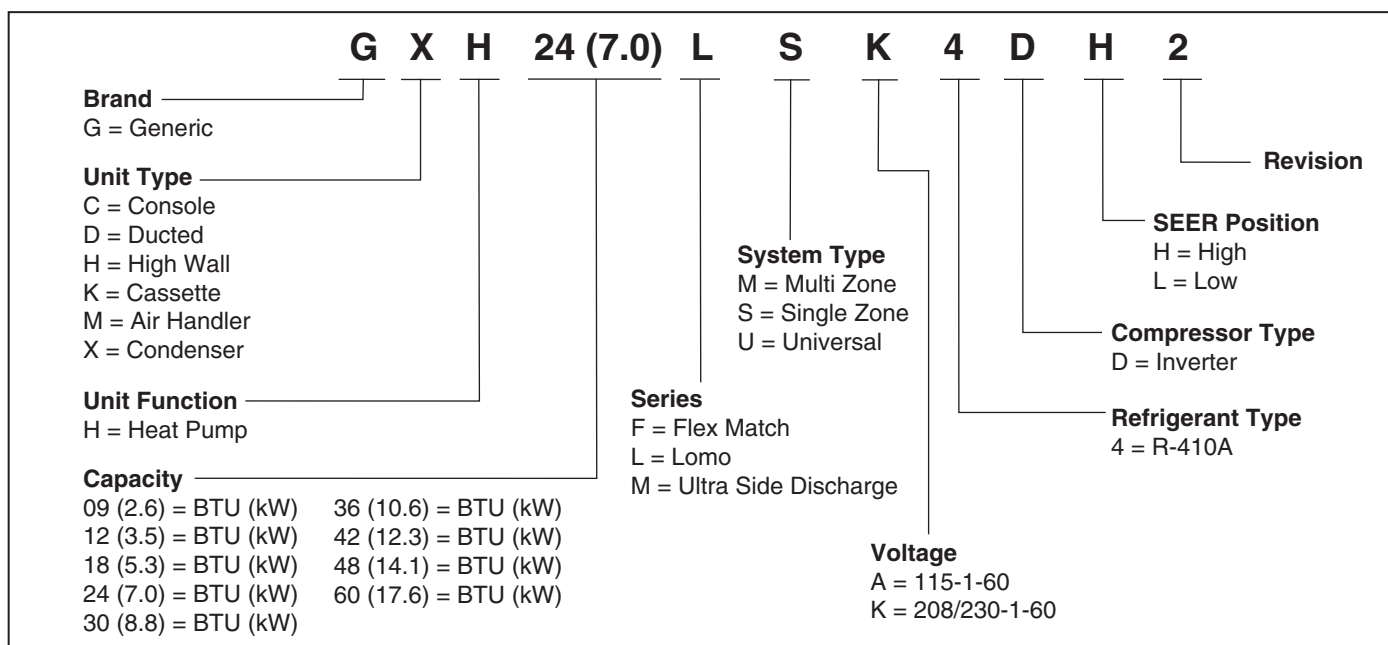 G X H 24 (7.0) L S K 4 D H 2
Brand
G = Generic
Unit Type
C = Console
D = Ducted
H = High Wall
K = Cassette
M = Air Handler
X = Condenser
Unit Function
H = Heat Pump
Capacity
09 (2.6) = BTU (kW) 36 (10.6) = BTU (kW)
12 (3.5) = BTU (kW) 42 (12.3) = BTU (kW)
18 (5.3) = BTU (kW) 48 (14.1) = BTU (kW)
24 (7.0) = BTU (kW) 60 (17.6) = BTU (kW)
30 (8.8) = BTU (kW)
Series
F = Flex Match
L = Lomo
M = Ultra Side Discharge
System Type
M = Multi Zone
S = Single Zone
U = Universal
Voltage
A = 115-1-60
K = 208/230-1-60
Refrigerant Type
4 = R-410A
Compressor Type
D = Inverter
SEER Position
H = High
L = Low
Revision